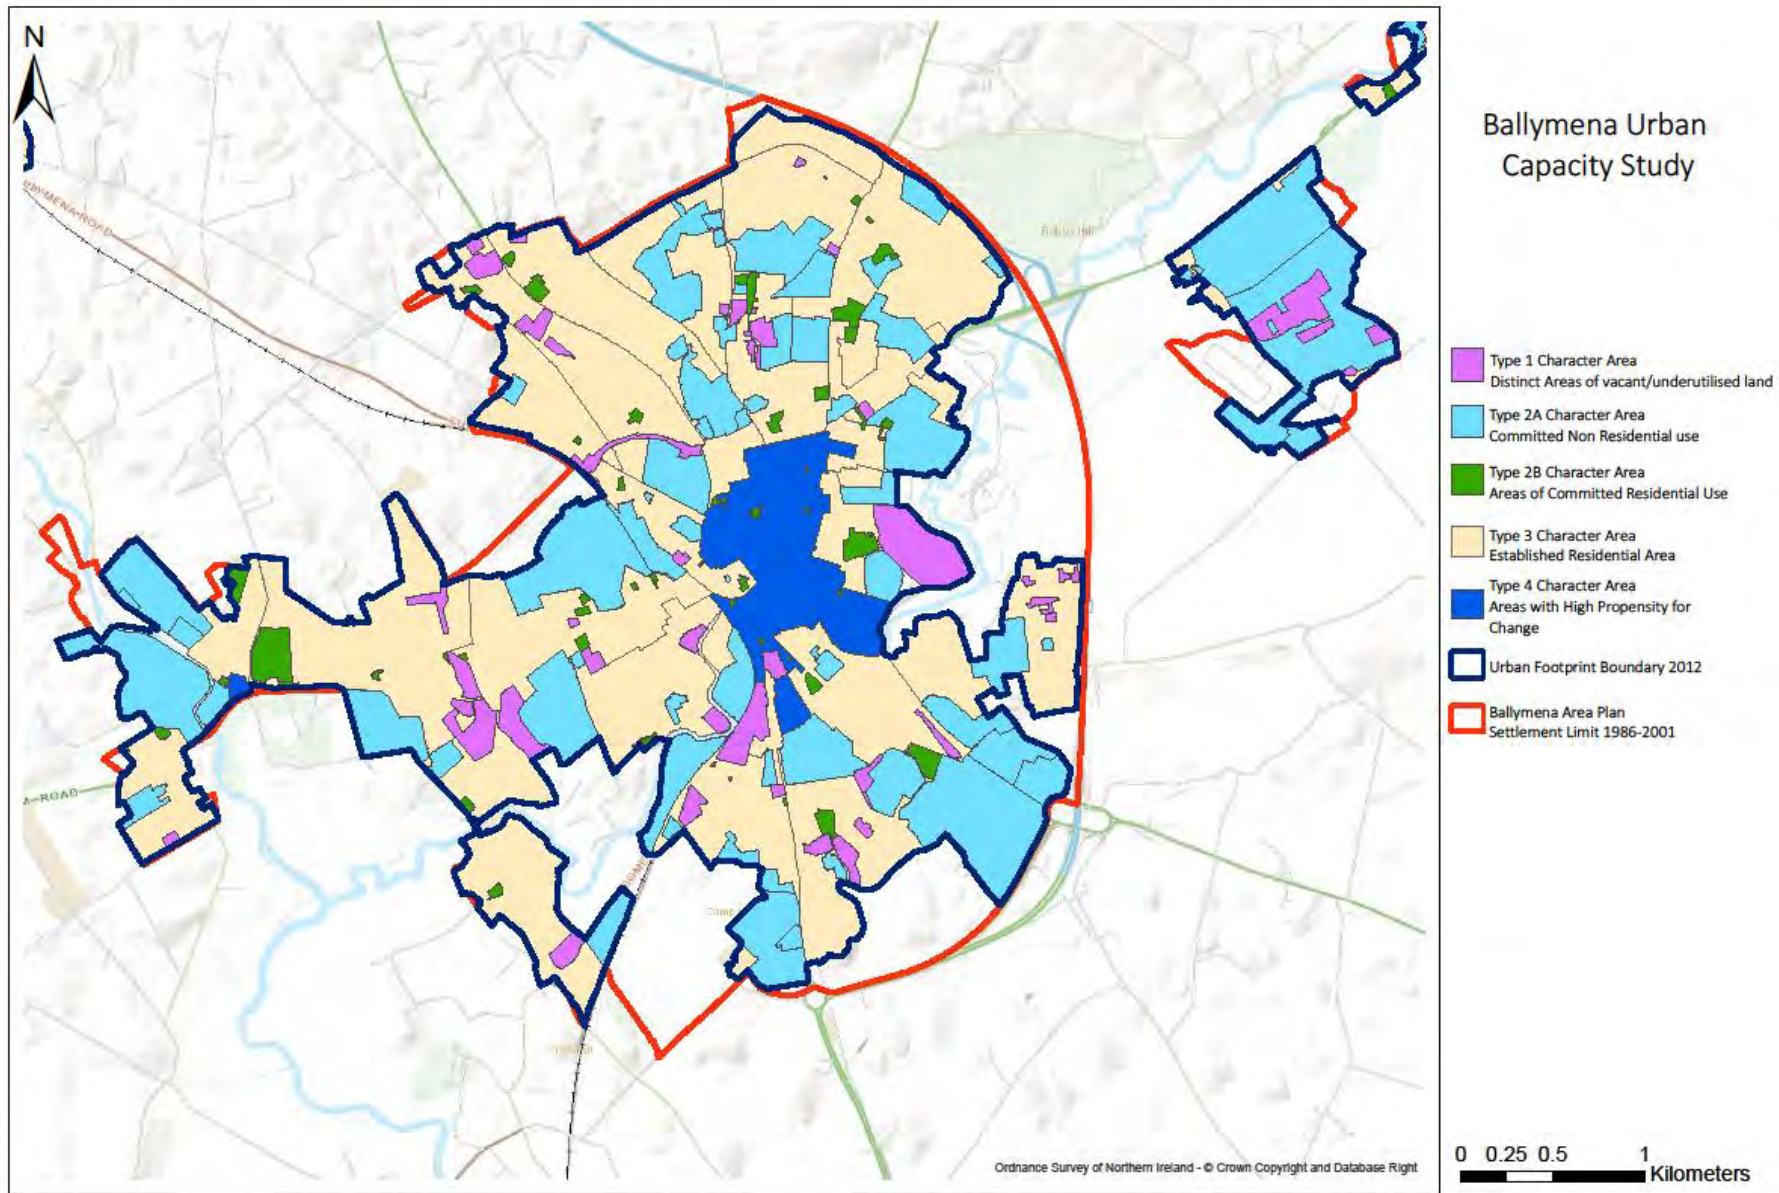 N
Ballymena Urban
Capacity Study
Type 1 Character Area
Distinct Areas of vacant/underutilised land
Type 2A Character Area
Committed Non Residential use
Type 2B Character Area
Areas of Committed Residential Use
Type 3 Character Area
Established Residential Area
Type 4 Character Area
Areas with High Propensity for
Change
Urban Footprint Boundary 2012
Ballymena Area Plan
Settlement Limit 1986-2001
ROAD
Ordnance Survey of Northern Ireland - © Crown Copyright and Database Right
0 0.25 0.5 1
Kilometers